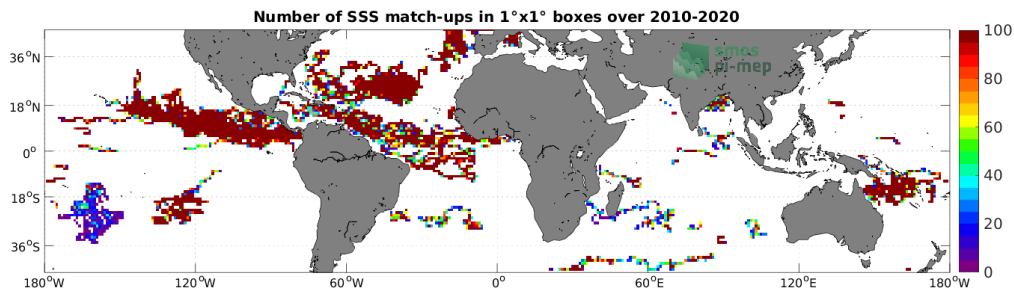 Number of SSS match-ups in 1°x1° boxes over 2010-2020
36°N
18°N
0°
18°S
36°S
180°W 120°W 60°W 0° 60°E 120°E 180°W
100
80
60
40
20
0
smos
pi-mep